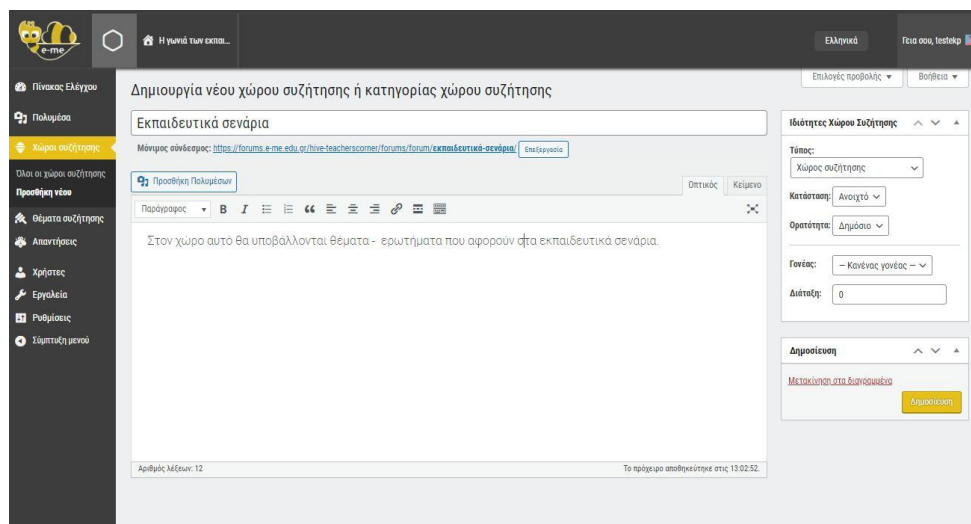 e-me
Η γωνιά των εκπαι...
Ελληνικά
Γεια σου, testekp
Πίνακας Ελέγχου
Πολυμέσα
Χώροι συζήτησης
Όλοι οι χώροι συζήτησης
Προσθήκη νέου
Θέματα συζήτησης
Απαντήσεις
Χρήστες
Εργαλεία
Ρυθμίσεις
Σύμπτυξη μενού
Επιλογές προβολής
Βοήθεια
Δημιουργία νέου χώρου συζήτησης ή κατηγορίας χώρου συζήτησης
Εκπαιδευτικά σενάρια
Μόνιμος σύνδεσμος: https://forums.e-me.edu.gr/hive-teacherscorner/forums/forum/εκπαιδευτικά-σενάρια/ Επεξεργασία
Προσθήκη Πολυμέσων
Οπτικός Κείμενο
Παράγραφος B I
Στον χώρο αυτό θα υποβάλλονται θέματα - ερωτήματα που αφορούν στα εκπαιδευτικά σενάρια.
Αριθμός λέξεων: 12
Το πρόχειρο αποθηκεύτηκε στις 13:02:52.
Ιδιότητες Χώρου Συζήτησης
Τύπος:
Χώρος συζήτησης
Κατάσταση: Ανοιχτό
Ορατότητα: Δημόσιο
Γονέας: — Κανένας γονέας —
Διάταξη: 0
Δημοσίευση
Μετακίνηση στα διαγραμμένα
Δημοσίευση